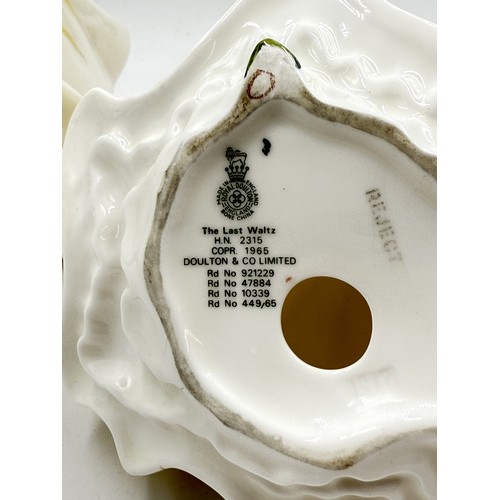 MADE IN ENGLAND
ROYAL DOULTON
ENGLAND
BONE CHINA
The Last Waltz
H.N. 2315
COPR. 1965
DOULTON & CO LIMITED
Rd No 921229
Rd No 47884
Rd No 10339
Rd No 449/65
REJECT